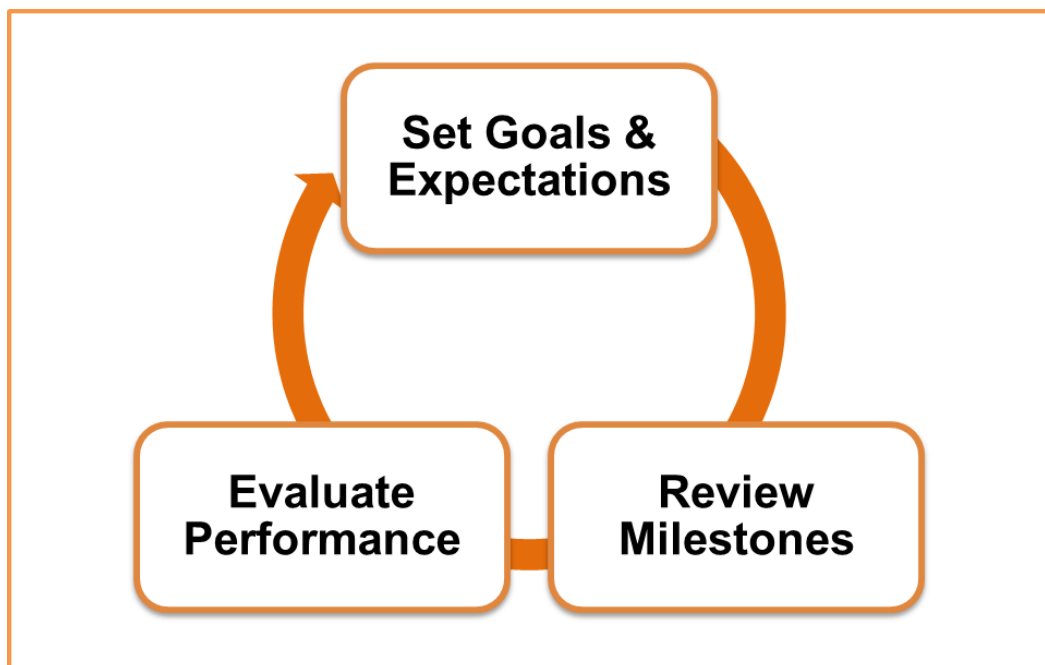 Set Goals &
Expectations
Evaluate
Performance
Review
Milestones